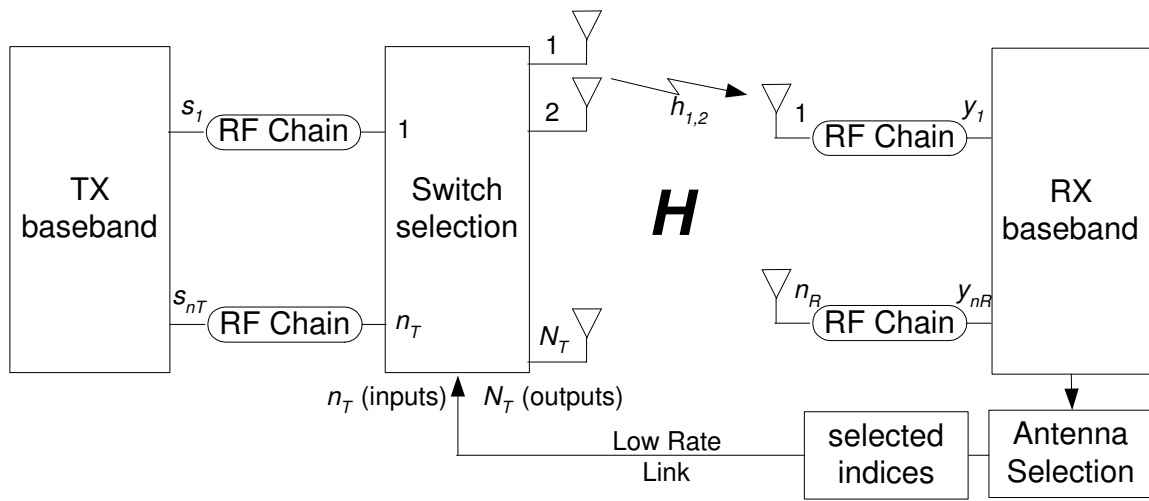 TX
baseband
s1
RF Chain
snT
RF Chain
1
nT
Switch
selection
1
2
NT
nT (inputs)
NT (outputs)
h1,2
H
1
RF Chain
y1
nR
RF Chain
ynR
RX
baseband
Low Rate
Link
selected
indices
Antenna
Selection